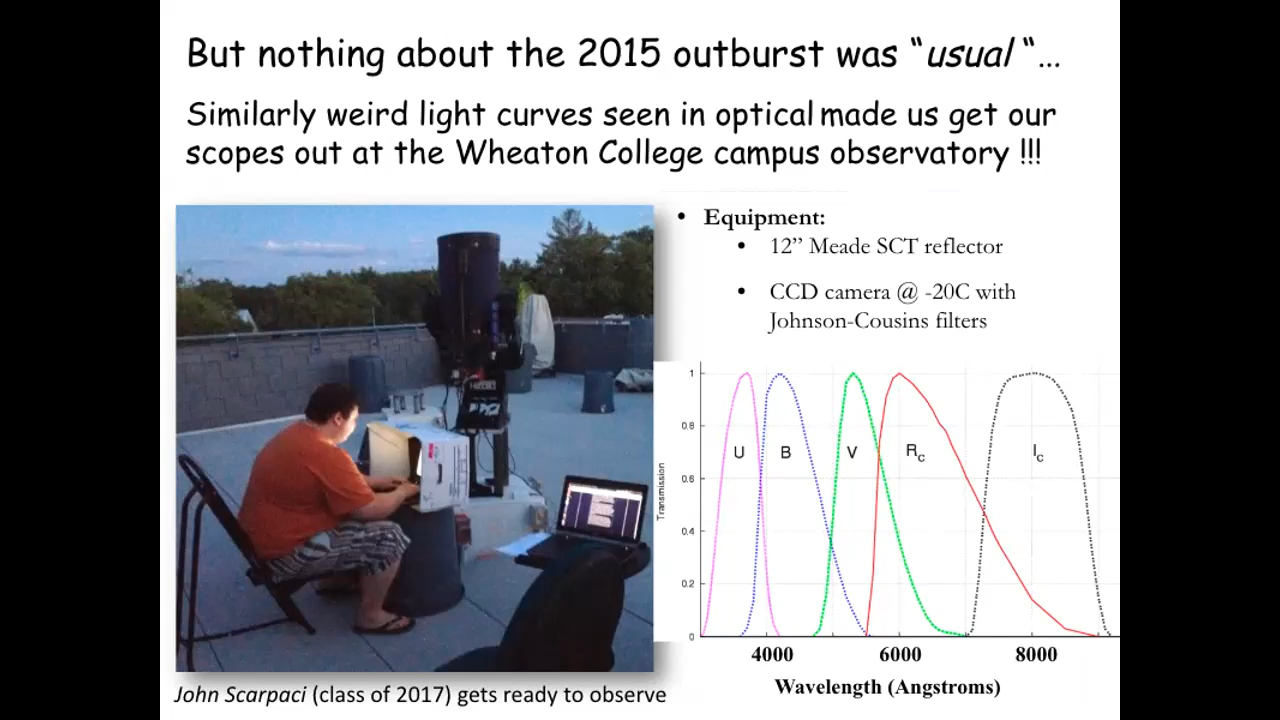 But nothing about the 2015 outburst was “usual “…
Similarly weird light curves seen in optical made us get our
scopes out at the Wheaton College campus observatory !!!
• Equipment:
• 12” Meade SCT reflector
• CCD camera @ -20C with
Johnson-Cousins filters
Transmission
1
0.8
0.6
0.4
0.2
0
U
B
V
Rc
Ic
4000
6000
8000
Wavelength (Angstroms)
John Scarpaci (class of 2017) gets ready to observe